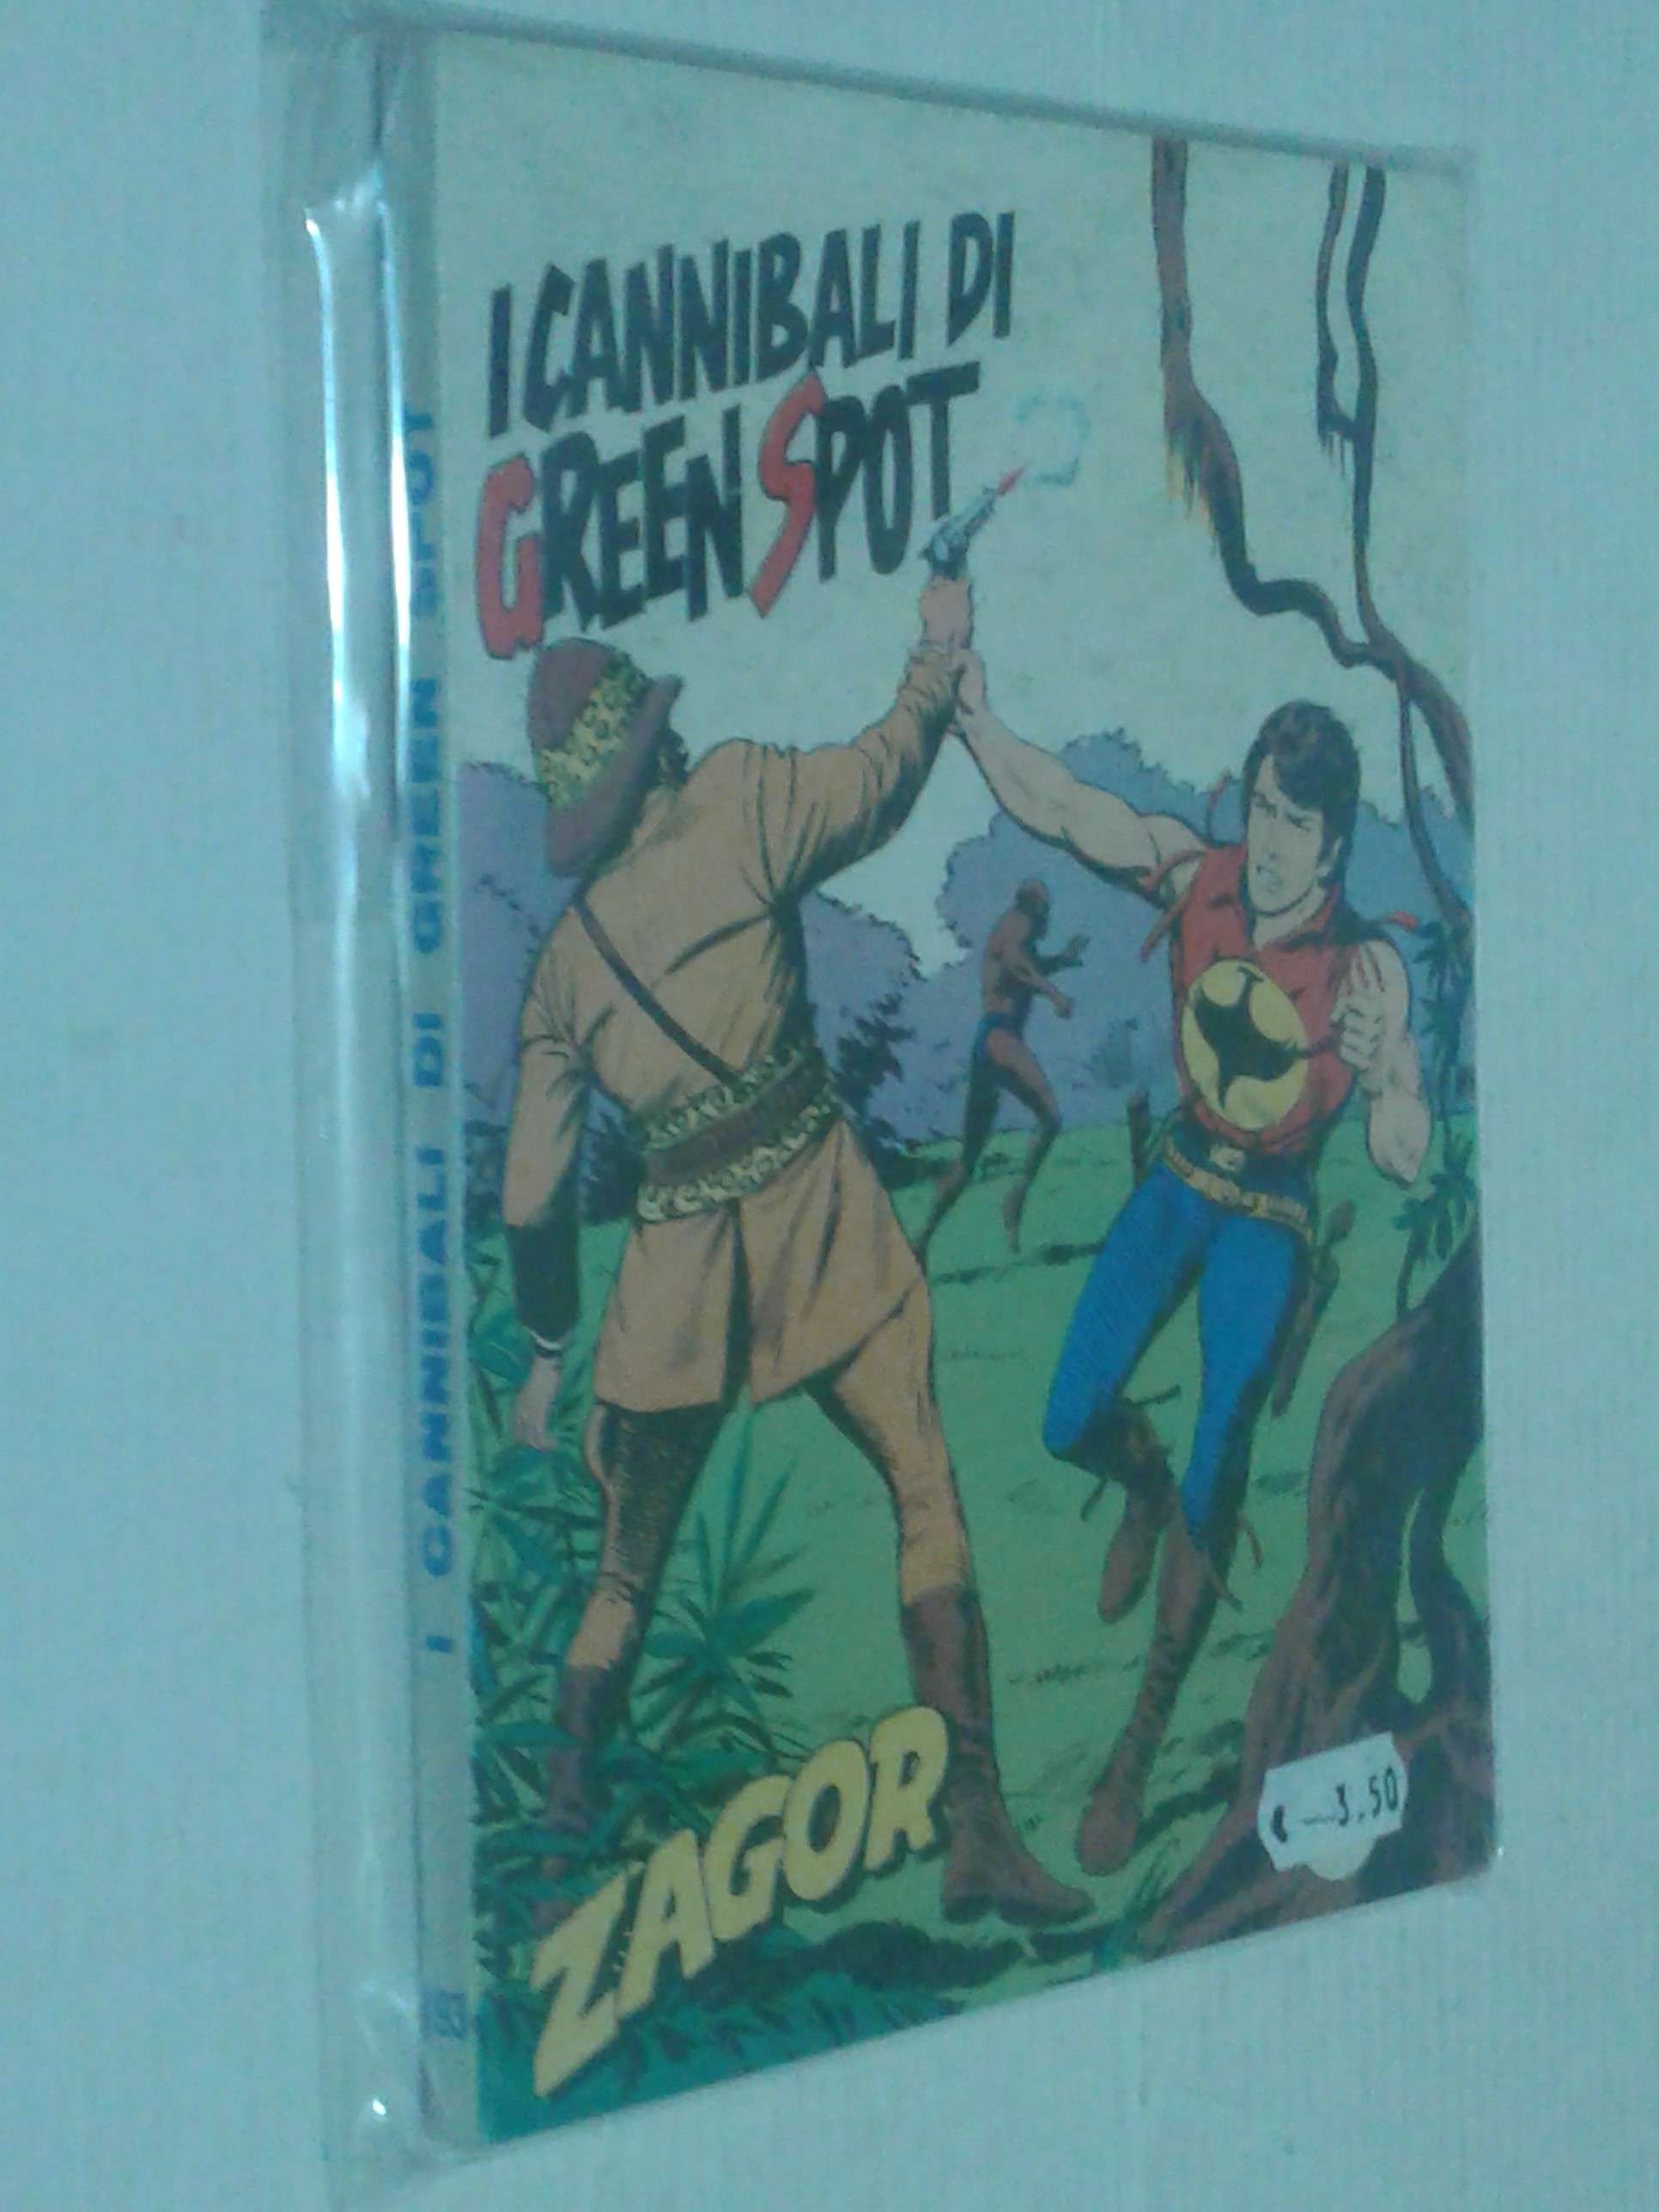 I CANNIBALI DI
GREEN SPOT
ZAGOR
€ 3.50
I CANNIBALI DI GREEN SPOT